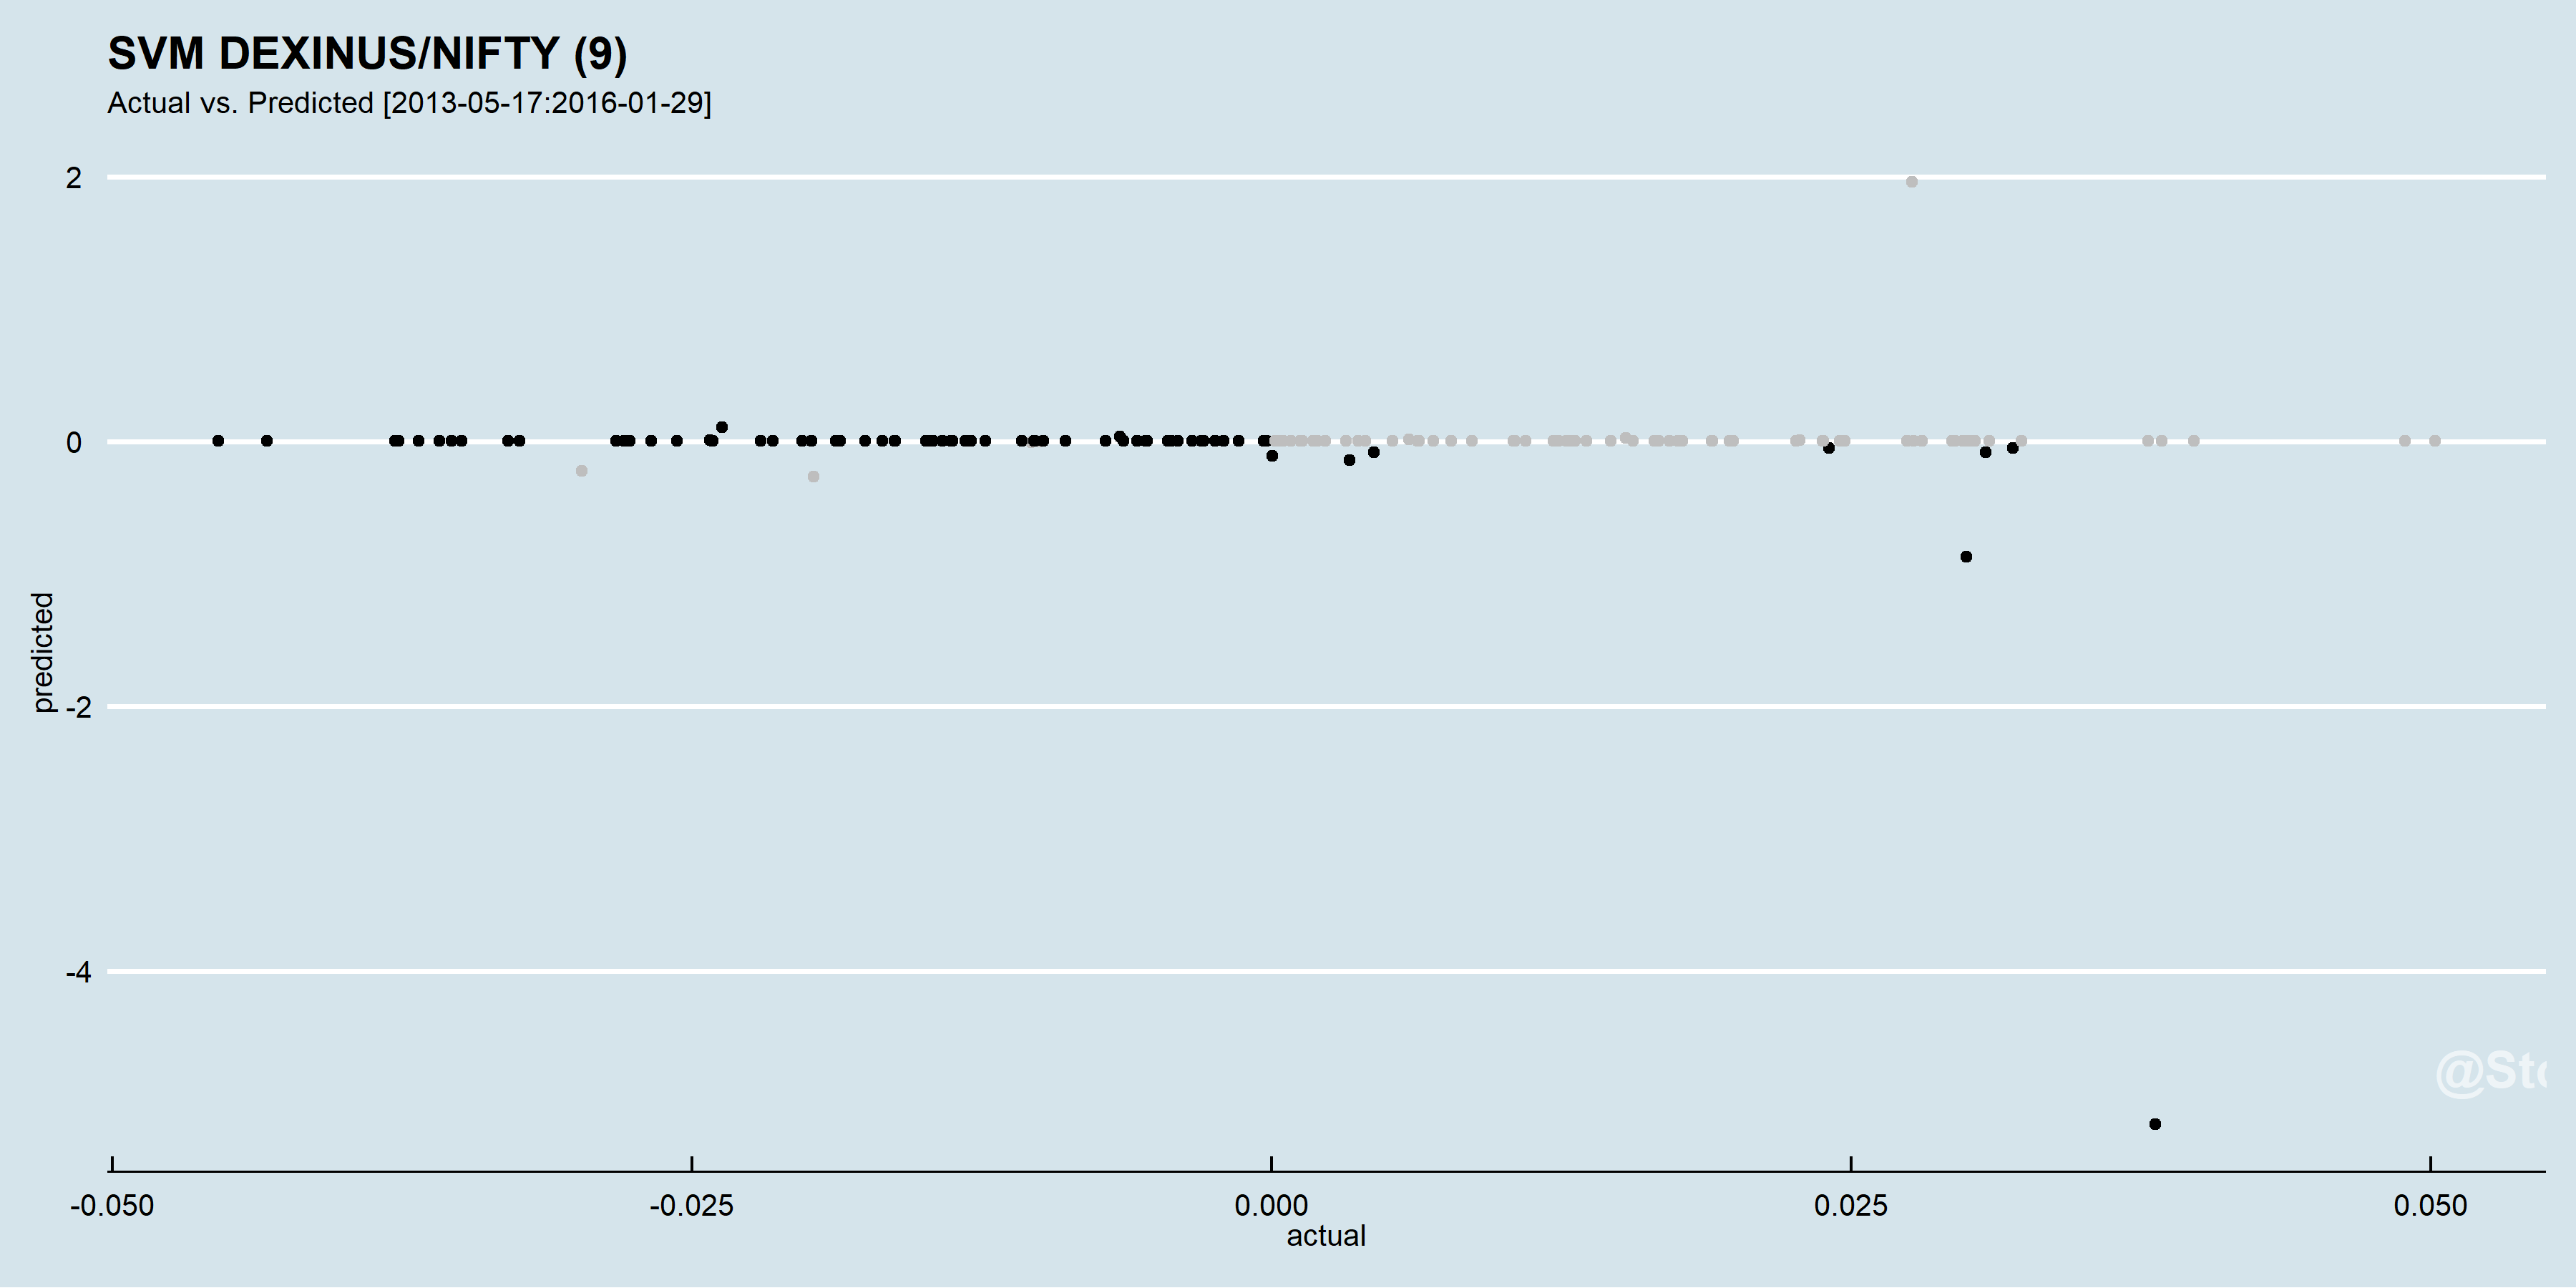 SVM DEXINUS/NIFTY (9)
Actual vs. Predicted [2013-05-17:2016-01-29]
2
0
-2
-4
predicted
-0.050 -0.025 0.000 0.025 0.050
actual